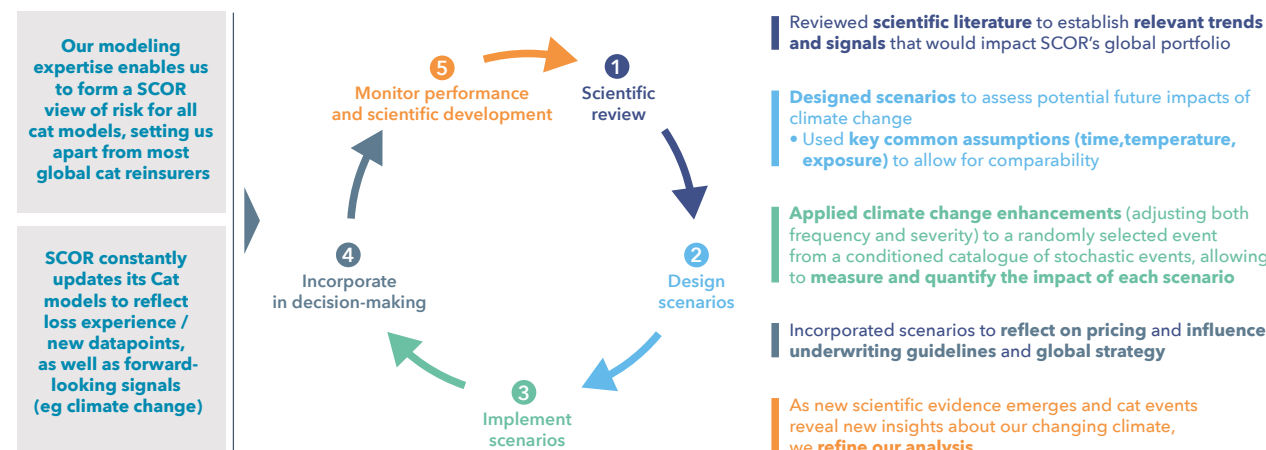 Our modeling
expertise enables us
to form a SCOR
view of risk for all
cat models, setting us
apart from most
global cat reinsurers
SCOR constantly
updates its Cat
models to reflect
loss experience /
new datapoints,
as well as forward-
looking signals
(eg climate change)
1
Scientific
review
2
Design
scenarios
3
Implement
scenarios
4
Incorporate
in decision-making
5
Monitor performance
and scientific development
Reviewed scientific literature to establish relevant trends
and signals that would impact SCOR's global portfolio
Designed scenarios to assess potential future impacts of
climate change
• Used key common assumptions (time,temperature,
exposure) to allow for comparability
Applied climate change enhancements (adjusting both
frequency and severity) to a randomly selected event
from a conditioned catalogue of stochastic events, allowing
to measure and quantify the impact of each scenario
Incorporated scenarios to reflect on pricing and influence
underwriting guidelines and global strategy
As new scientific evidence emerges and cat events
reveal new insights about our changing climate,
we refine our analysis